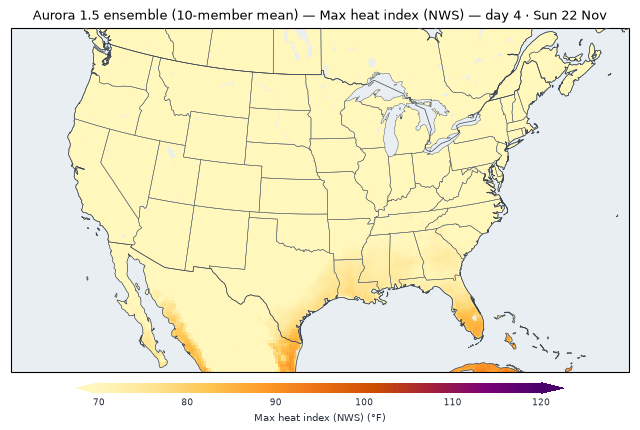 Aurora 1.5 ensemble (10-member mean) — Max heat index (NWS) — day 4 · Sun 22 Nov
70 80 90 100 110 120
Max heat index (NWS) (°F)